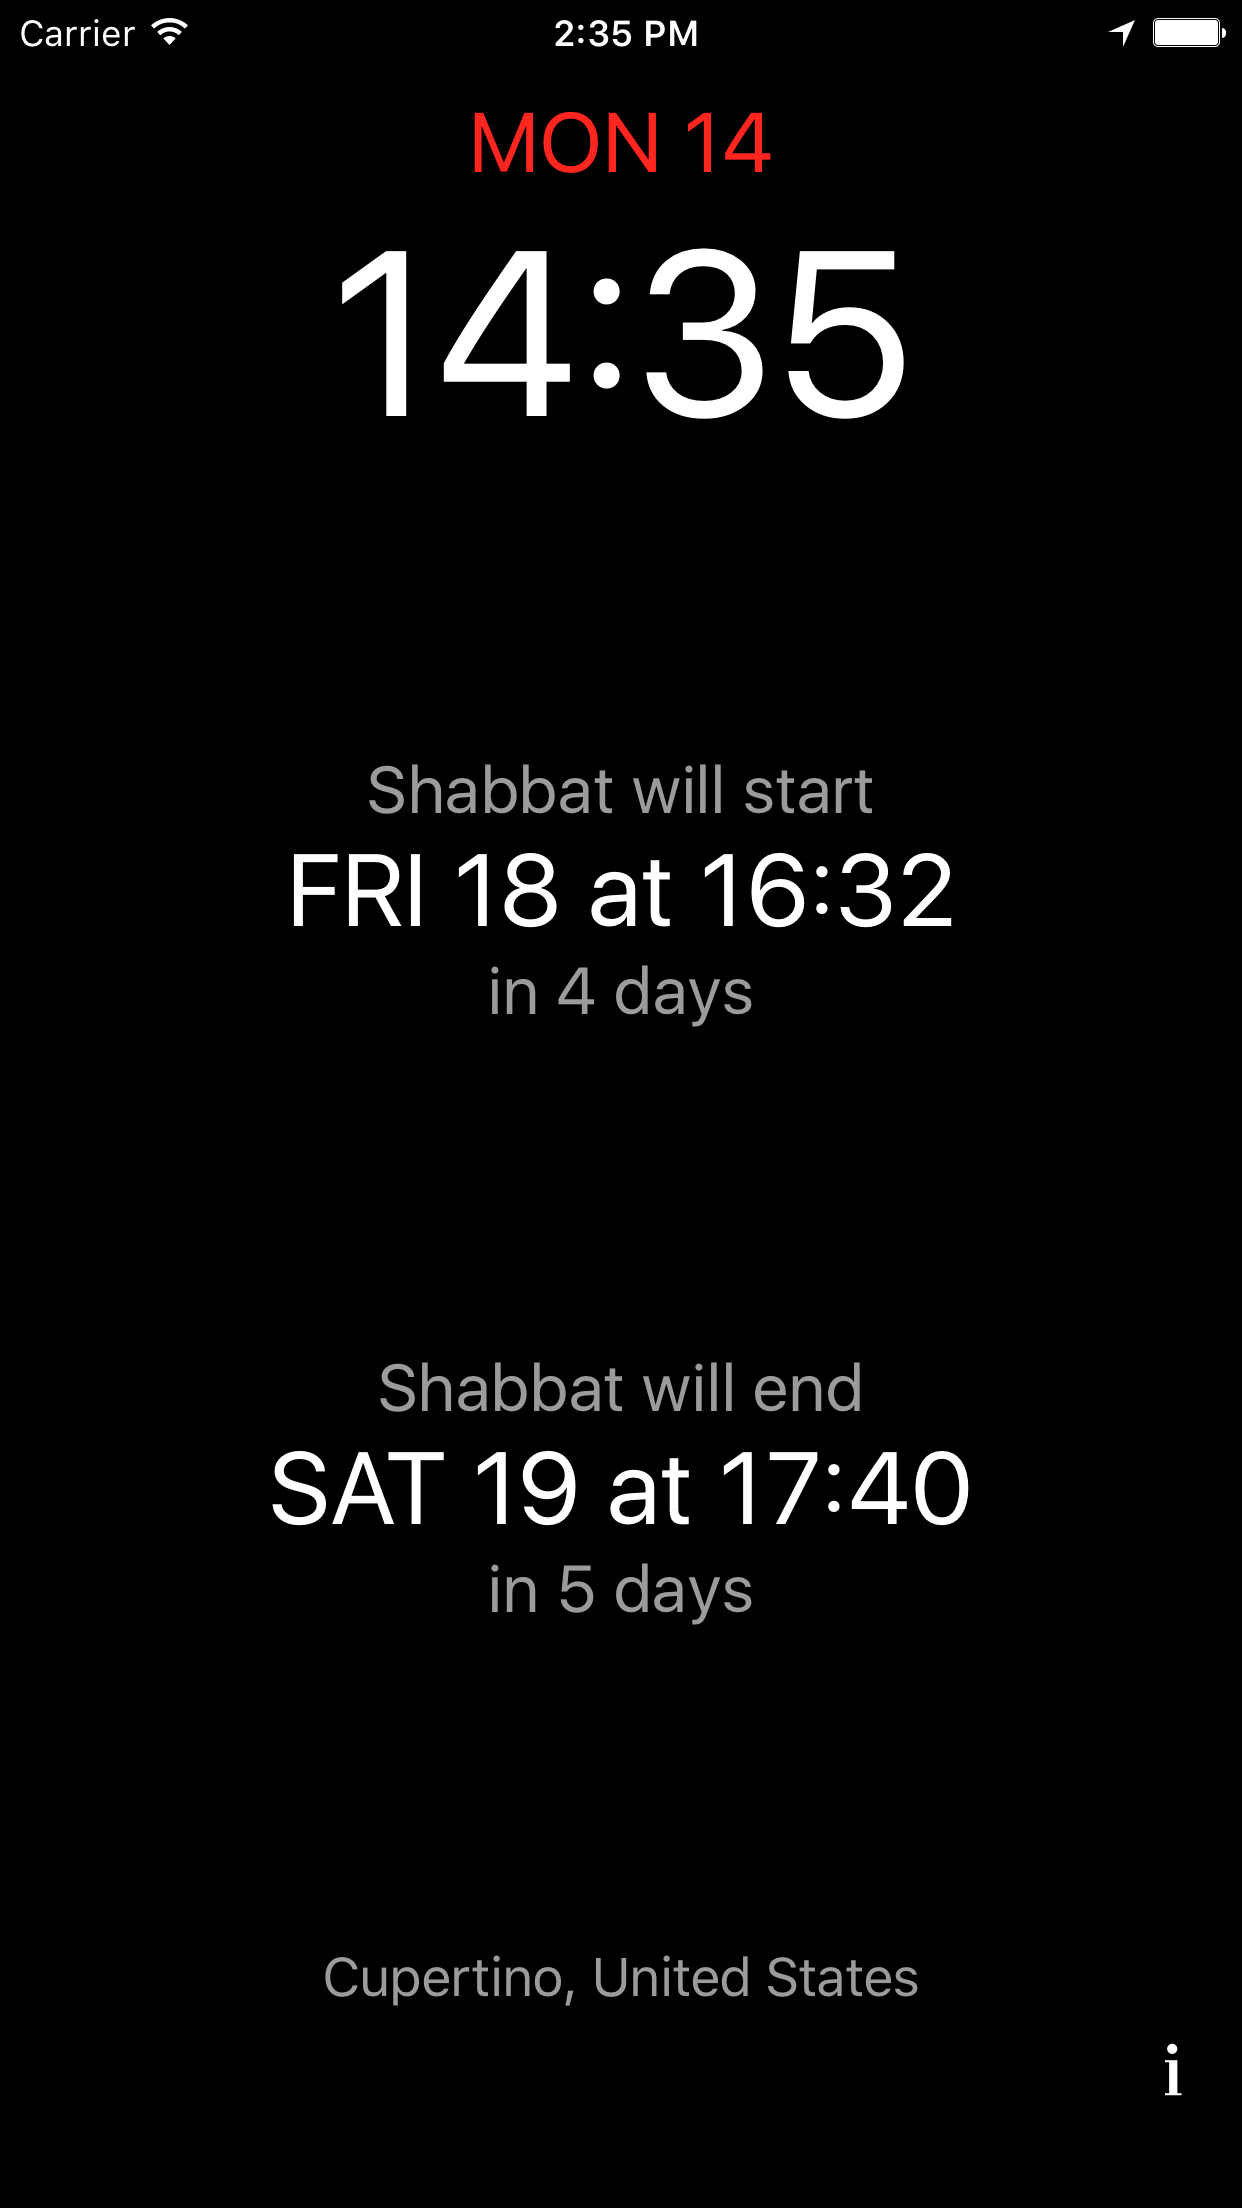 Carrier 2:35 PM
MON 14
14:35
Shabbat will start
FRI 18 at 16:32
in 4 days
Shabbat will end
SAT 19 at 17:40
in 5 days
Cupertino, United States
i